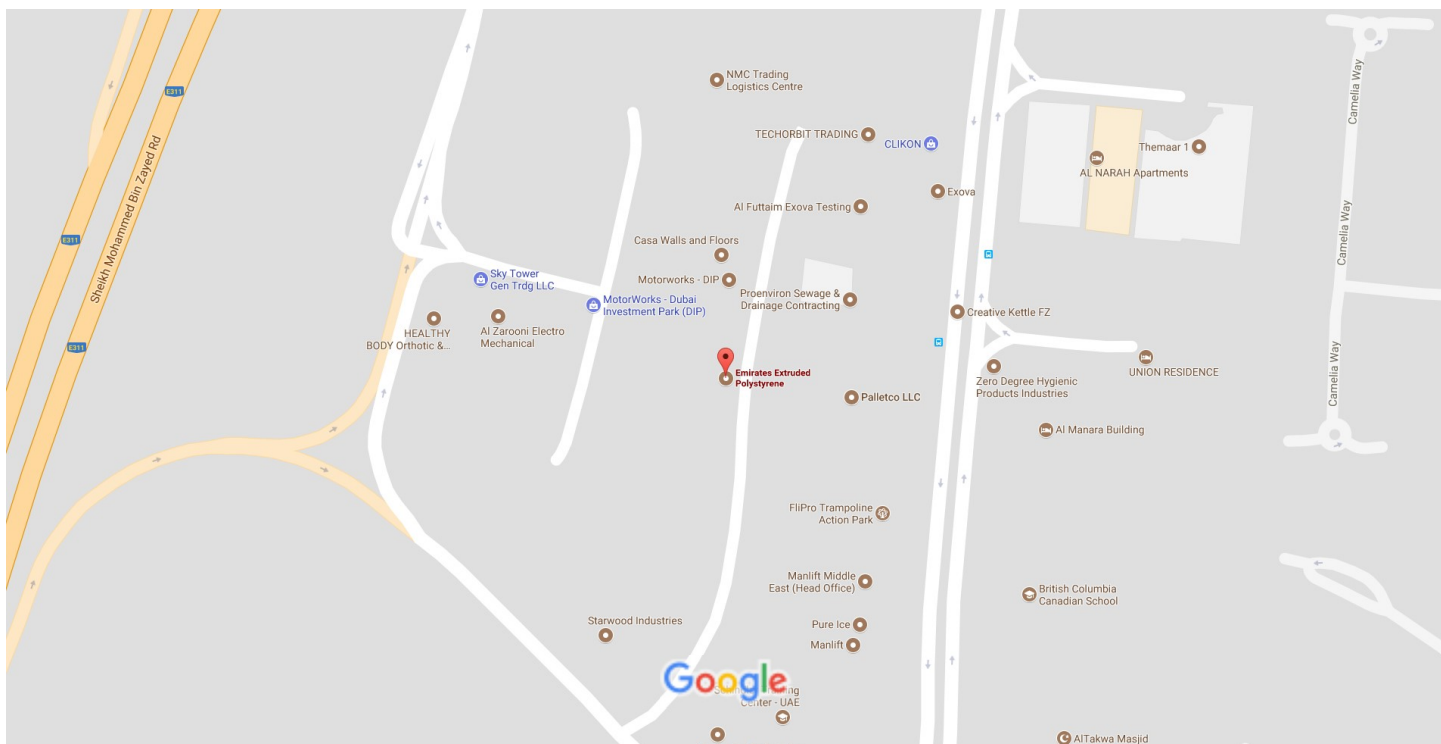 NMC Trading
Logistics Centre
TECHORBIT TRADING
CLIKON
Themaar 1
AL NARAH Apartments
Camelia Way
Camelia Way
Camelia Way
E311
E311
E311
Sheikh Mohammed Bin Zayed Rd
Exova
Al Futtaim Exova Testing
Casa Walls and Floors
Motorworks - DIP
Sky Tower
Gen Trdg LLC
MotorWorks - Dubai
Investment Park (DIP)
Proenviron Sewage &
Drainage Contracting
Creative Kettle FZ
HEALTHY
BODY Orthotic &...
Al Zarooni Electro
Mechanical
Emirates Extruded
Polystyrene
Zero Degree Hygienic
Products Industries
UNION RESIDENCE
Palletco LLC
Al Manara Building
FliPro Trampoline
Action Park
Manlift Middle
East (Head Office)
British Columbia
Canadian School
Starwood Industries
Pure Ice
Manlift
Google
Center - UAE
AlTakwa Masjid